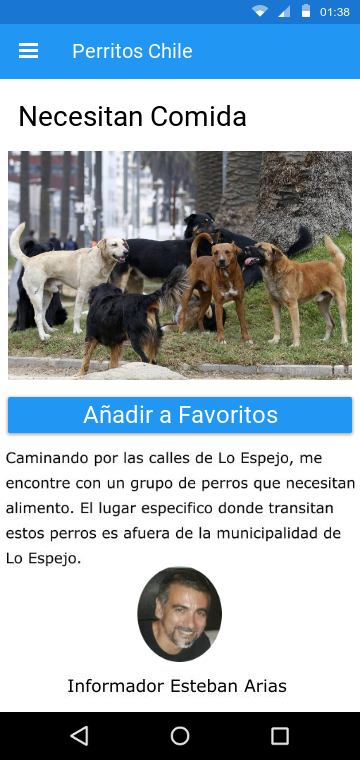 01:38
Perritos Chile
Necesitan Comida
Añadir a Favoritos
Caminando por las calles de Lo Espejo, me
encontre con un grupo de perros que necesitan
alimento. El lugar especifico donde transitan
estos perros es afuera de la municipalidad de
Lo Espejo.
Informador Esteban Arias